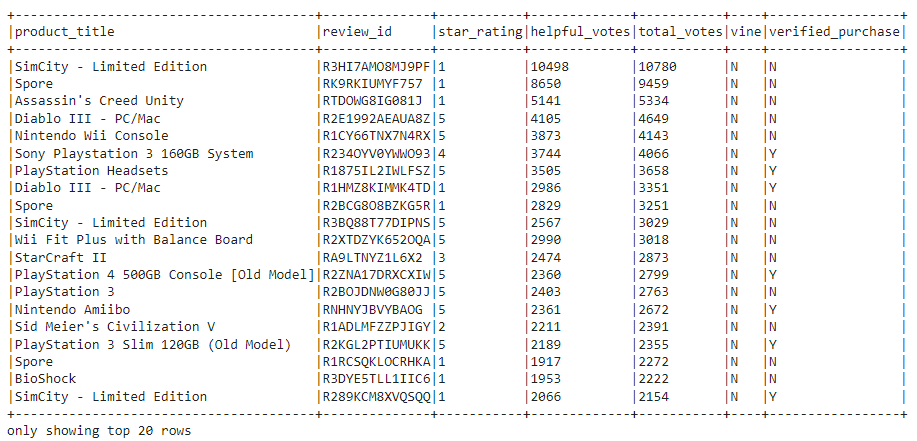 +----------------------------------------+--------------+-----------+-------------+-----------+----+-----------------+
|product_title                           |review_id     |star_rating|helpful_votes|total_votes|vine|verified_purchase|
+----------------------------------------+--------------+-----------+-------------+-----------+----+-----------------+
|SimCity - Limited Edition               |R3HI7AMO8MJ9PF|1          |10498        |10780      |N   |N                |
|Spore                                   |RK9RKIUMYF757 |1          |8650         |9459       |N   |N                |
|Assassin's Creed Unity                  |RTDOWG8IG081J |1          |5141         |5334       |N   |N                |
|Diablo III - PC/Mac                     |R2E1992AEAUA8Z|5          |4105         |4649       |N   |N                |
|Nintendo Wii Console                    |R1CY66TNX7N4RX|5          |3873         |4143       |N   |N                |
|Sony Playstation 3 160GB System         |R234OYV0YWWO93|4          |3744         |4066       |N   |Y                |
|PlayStation Headsets                    |R1875IL2IWLFSZ|5          |3505         |3658       |N   |Y                |
|Diablo III - PC/Mac                     |R1HMZ8KIMMK4TD|1          |2986         |3351       |N   |Y                |
|Spore                                   |R2BCG8O8BZKG5R|1          |2829         |3251       |N   |N                |
|SimCity - Limited Edition               |R3BQ88T77DIPNS|5          |2567         |3029       |N   |N                |
|Wii Fit Plus with Balance Board         |R2XTDZYK652OQA|5          |2990         |3018       |N   |N                |
|StarCraft II                            |RA9LTNYZ1L6X2 |3          |2474         |2873       |N   |N                |
|PlayStation 4 500GB Console [Old Model]|R2ZNA17DRXCXIW|5          |2360         |2799       |N   |Y                |
|PlayStation 3                           |R2BOJDNW0G80JJ|5          |2403         |2763       |N   |N                |
|Nintendo Amiibo                         |RNHNYJBVYBAOG |5          |2361         |2672       |N   |Y                |
|Sid Meier's Civilization V              |R1ADLMFZZPJIGY|2          |2211         |2391       |N   |N                |
|PlayStation 3 Slim 120GB (Old Model)    |R2KGL2PTIUMUKK|5          |2189         |2355       |N   |Y                |
|Spore                                   |R1RCSQKLOCRHKA|1          |1917         |2272       |N   |N                |
|BioShock                                |R3DYE5TLL1IIC6|1          |1953         |2222       |N   |N                |
|SimCity - Limited Edition               |R289KCM8XVQSQQ|1          |2066         |2154       |N   |Y                |
+----------------------------------------+--------------+-----------+-------------+-----------+----+-----------------+
only showing top 20 rows